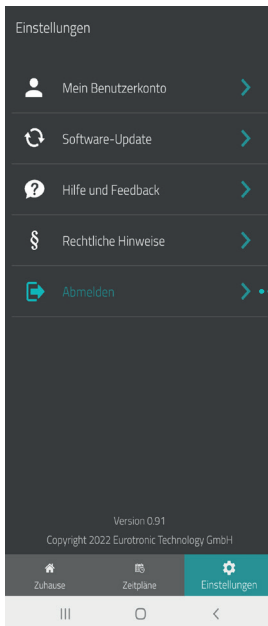 Einstellungen
Mein Benutzerkonto
Software-Update
Hilfe und Feedback
§ Rechtliche Hinweise
Abmelden
Version 0.91
Copyright 2022 Eurotronic Technology GmbH
Zuhause Zeitpläne Einstellungen